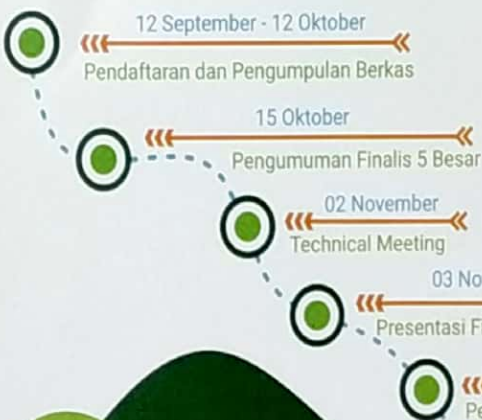 12 September - 12 Oktober
Pendaftaran dan Pengumpulan Berkas
15 Oktober
Pengumuman Finalis 5 Besar
02 November
Technical Meeting
03
Presentasi